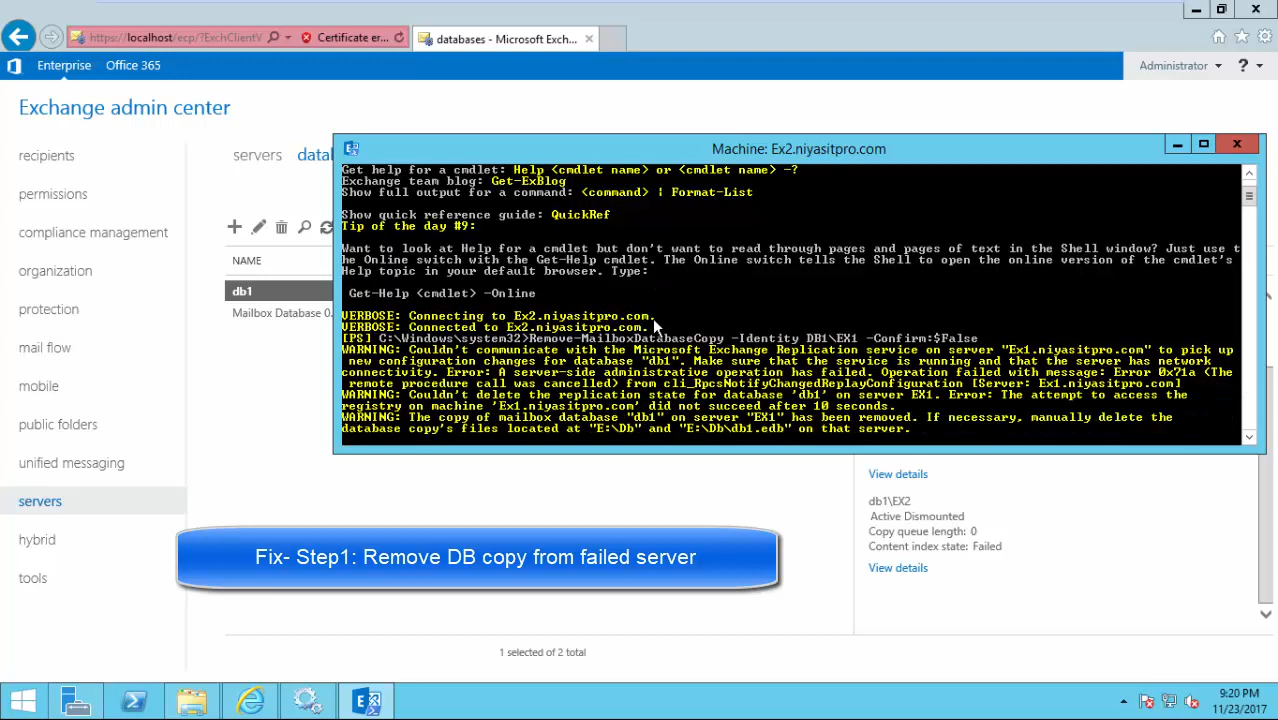 https://localhost/ecp/?ExchClientV
Certificate er...
databases - Microsoft Exch...
Enterprise
Office 365
Administrator
?
Exchange admin center
recipients
permissions
compliance management
organization
protection
mail flow
mobile
public folders
unified messaging
servers
hybrid
tools
servers
datal
NAME
db1
Mailbox Database 0.
Machine: Ex2.niyasitpro.com
Get help for a cmdlet: Help <cmdlet name> or <cmdlet name> -?
Exchange team blog: Get-ExBlog
Show full output for a command: <command> | Format-List
Show quick reference guide: QuickRef
Tip of the day #9:
Want to look at Help for a cmdlet but don't want to read through pages and pages of text in the Shell window? Just use t
he Online switch with the Get-Help cmdlet. The Online switch tells the Shell to open the online version of the cmdlet's
Help topic in your default browser. Type:
Get-Help <cmdlet> -Online
VERBOSE: Connecting to Ex2.niyasitpro.com.
VERBOSE: Connected to Ex2.niyasitpro.com.
[PS] C:\Windows\system32>Remove-MailboxDatabaseCopy -Identity DB1\EX1 -Confirm:$False
WARNING: Couldn't communicate with the Microsoft Exchange Replication service on server "Ex1.niyasitpro.com" to pick up
new configuration changes for database "db1". Make sure that the service is running and that the server has network
connectivity. Error: A server-side administrative operation has failed. Operation failed with message: Error 0x71a (The
remote procedure call was cancelled) from cli_RpcsNotifyChangedReplayConfiguration [Server: Ex1.niyasitpro.com]
WARNING: Couldn't delete the replication state for database 'db1' on server EX1. Error: The attempt to access the
registry on machine 'Ex1.niyasitpro.com' did not succeed after 10 seconds.
WARNING: The copy of mailbox database "db1" on server "EX1" has been removed. If necessary, manually delete the
database copy's files located at "E:\Db" and "E:\Db\db1.edb" on that server.
View details
db1\EX2
Active Dismounted
Copy queue length: 0
Content index state: Failed
View details
Fix- Step1: Remove DB copy from failed server
1 selected of 2 total
9:20 PM
11/23/2017